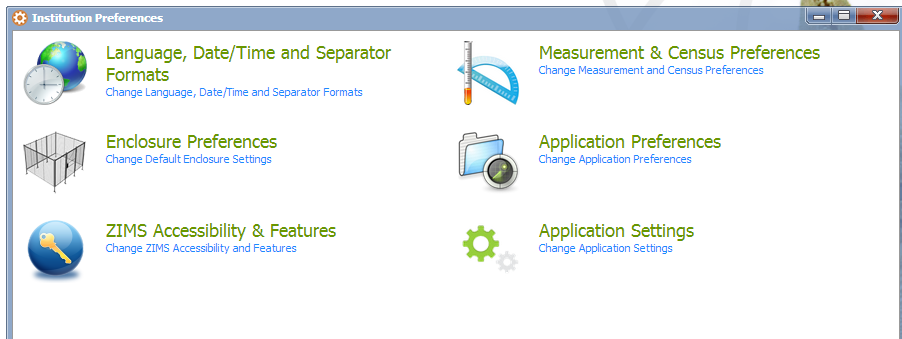 Institution Preferences
Language, Date/Time and Separator
Formats
Change Language, Date/Time and Separator Formats
Measurement & Census Preferences
Change Measurement and Census Preferences
Enclosure Preferences
Change Default Enclosure Settings
Application Preferences
Change Application Preferences
ZIMS Accessibility & Features
Change ZIMS Accessibility and Features
Application Settings
Change Application Settings